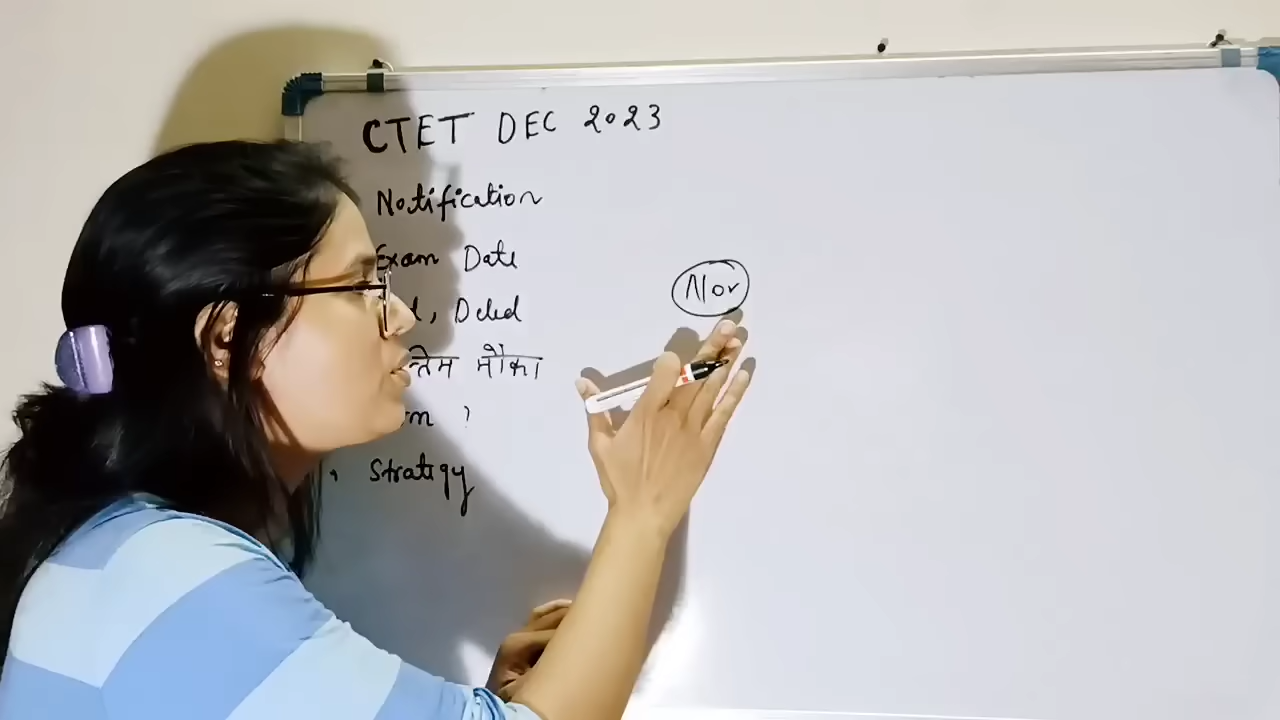 CTET DEC 2023
Notification
Exam Date
, Deled
मौका
?
Strategy
Nov